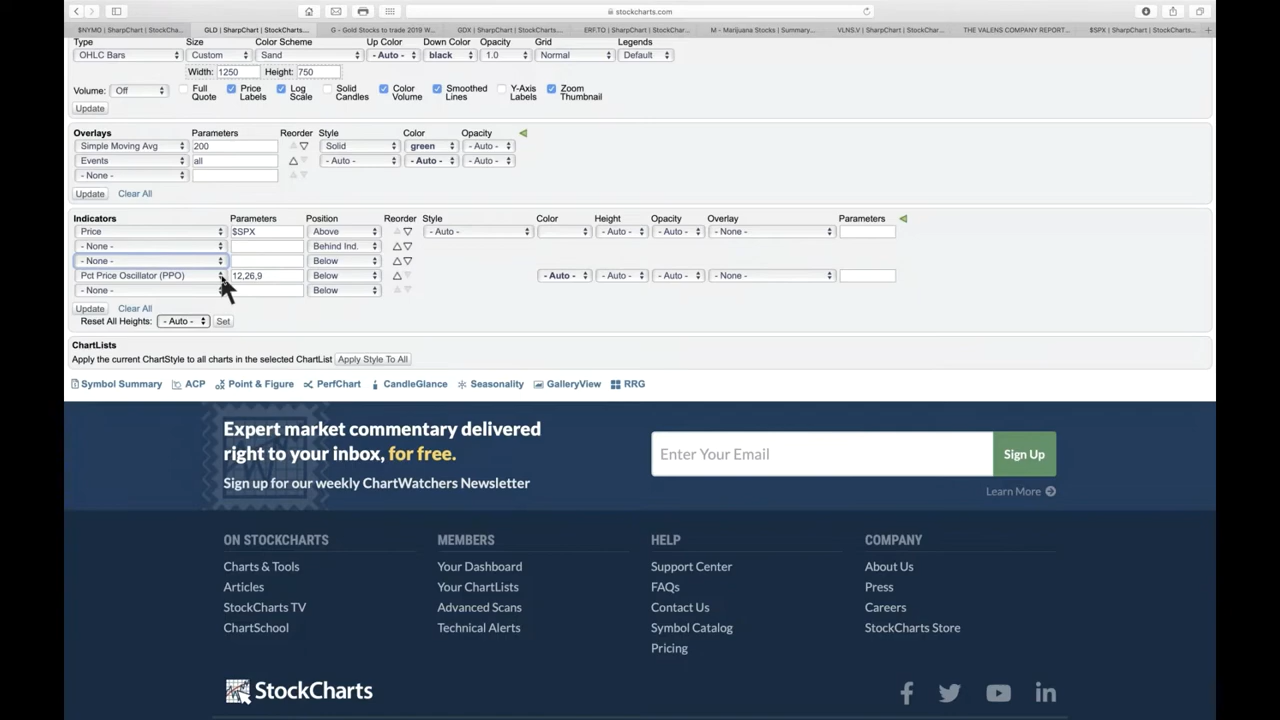 stockcharts.com
$NYMO | SharpChart | StockCha...
GLD | SharpChart | StockCharts....
G - Gold Stocks to trade 2019 W...
GDX | SharpChart | StockCharts....
ERF.TO | SharpChart | StockChar...
M - Marijuana Stocks | Summary...
VLNS.V | SharpChart | StockChar...
THE VALENS COMPANY REPORT...
$SPX | SharpChart | StockCharts....
Type Size Color Scheme Up Color Down Color Opacity Grid Legends
OHLC Bars Custom Sand - Auto - black 1.0 Normal Default
Width: 1250 Height: 750
Volume: Off Full Quote Price Labels Log Scale Solid Candles Color Volume Smoothed Lines Y-Axis Labels Zoom Thumbnail
Update
Overlays Parameters Reorder Style Color Opacity
Simple Moving Avg 200 Solid green - Auto -
Events all - Auto - - Auto - - Auto -
- None -
Update Clear All
Indicators Parameters Position Reorder Style Color Height Opacity Overlay Parameters
Price $SPX Above - Auto - - Auto - - Auto - - None -
- None - Behind Ind.
- None - Below
Pct Price Oscillator (PPO) 12,26,9 Below - Auto - - Auto - - Auto - - None -
- None - Below
Update Clear All
Reset All Heights: - Auto - Set
ChartLists
Apply the current ChartStyle to all charts in the selected ChartList Apply Style To All
Symbol Summary ACP Point & Figure PerfChart CandleGlance Seasonality GalleryView RRG
Expert market commentary delivered
right to your inbox, for free.
Sign up for our weekly ChartWatchers Newsletter
Enter Your Email Sign Up
Learn More
ON STOCKCHARTS
Charts & Tools
Articles
StockCharts TV
ChartSchool
MEMBERS
Your Dashboard
Your ChartLists
Advanced Scans
Technical Alerts
HELP
Support Center
FAQs
Contact Us
Symbol Catalog
Pricing
COMPANY
About Us
Press
Careers
StockCharts Store
StockCharts